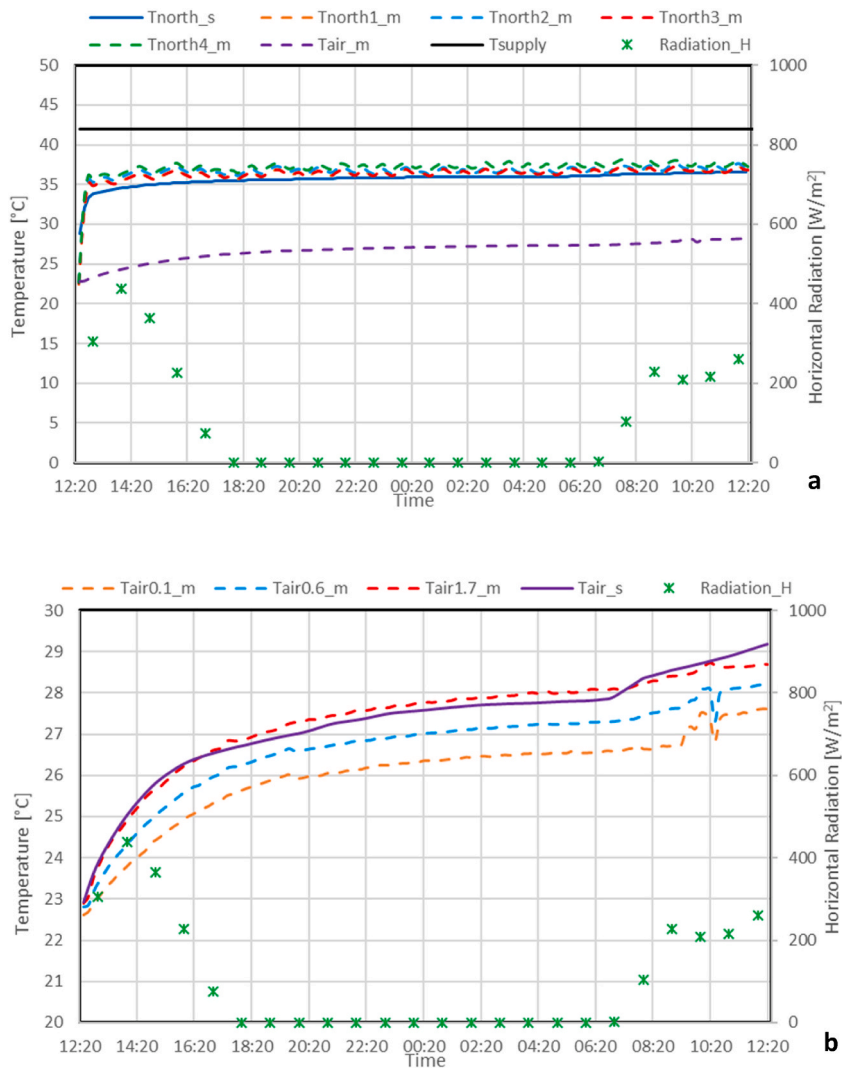 Tnorth_s Tnorth1_m Tnorth2_m Tnorth3_m
Tnorth4_m Tair_m Tsupply Radiation_H
50 1000
45
40 800
35
30 600
25
20 400
15
10 200
5
0 0
Temperature [°C]
Horizontal Radiation [W/m²]
12:20 14:20 16:20 18:20 20:20 22:20 00:20 02:20 04:20 06:20 08:20 10:20 12:20
Time
a
Tair0.1_m Tair0.6_m Tair1.7_m Tair_s Radiation_H
30 1000
29
28 800
27
26 600
25
24 400
23
22 200
21
20 0
Temperature [°C]
Horizontal Radiation [W/m²]
12:20 14:20 16:20 18:20 20:20 22:20 00:20 02:20 04:20 06:20 08:20 10:20 12:20
Time
b